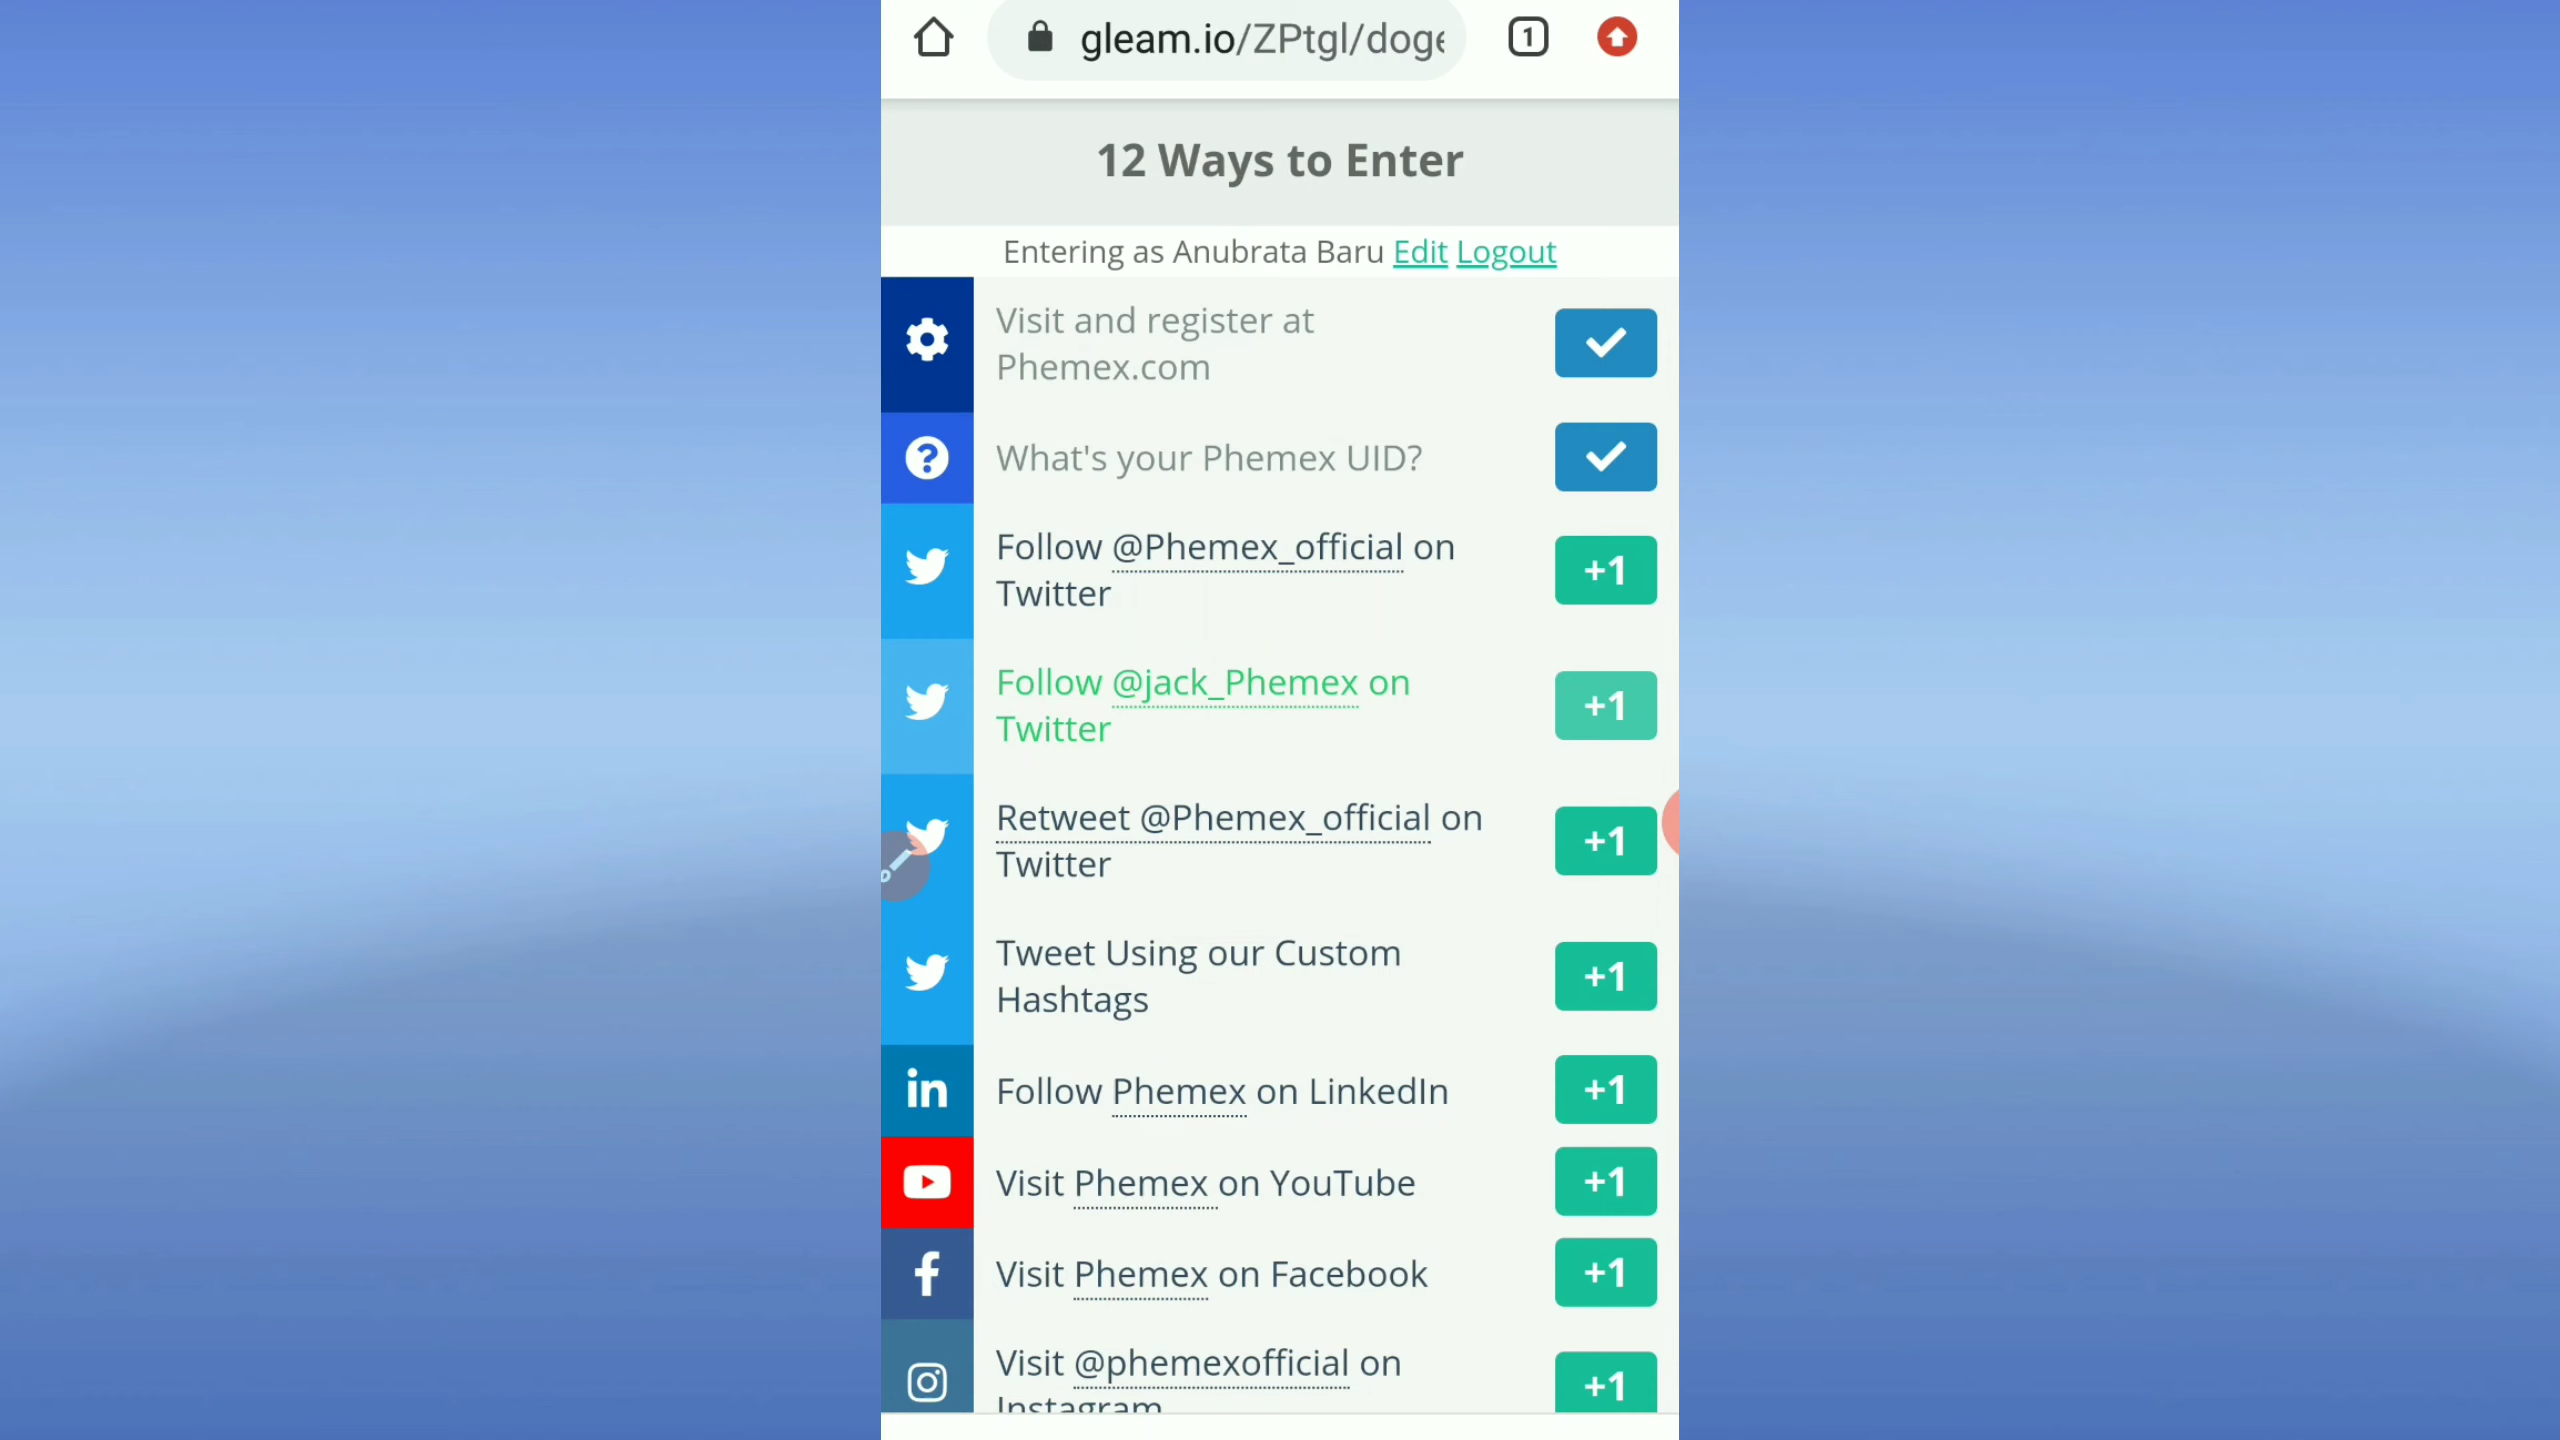 gleam.io/ZPtgl/doge
1
12 Ways to Enter
Entering as Anubrata Baru Edit Logout
Visit and register at
Phemex.com
What's your Phemex UID?
Follow @Phemex_official on
Twitter
+1
Follow @jack_Phemex on
Twitter
+1
Retweet @Phemex_official on
Twitter
+1
Tweet Using our Custom
Hashtags
+1
Follow Phemex on LinkedIn
+1
Visit Phemex on YouTube
+1
Visit Phemex on Facebook
+1
Visit @phemexofficial on
Instagram
+1